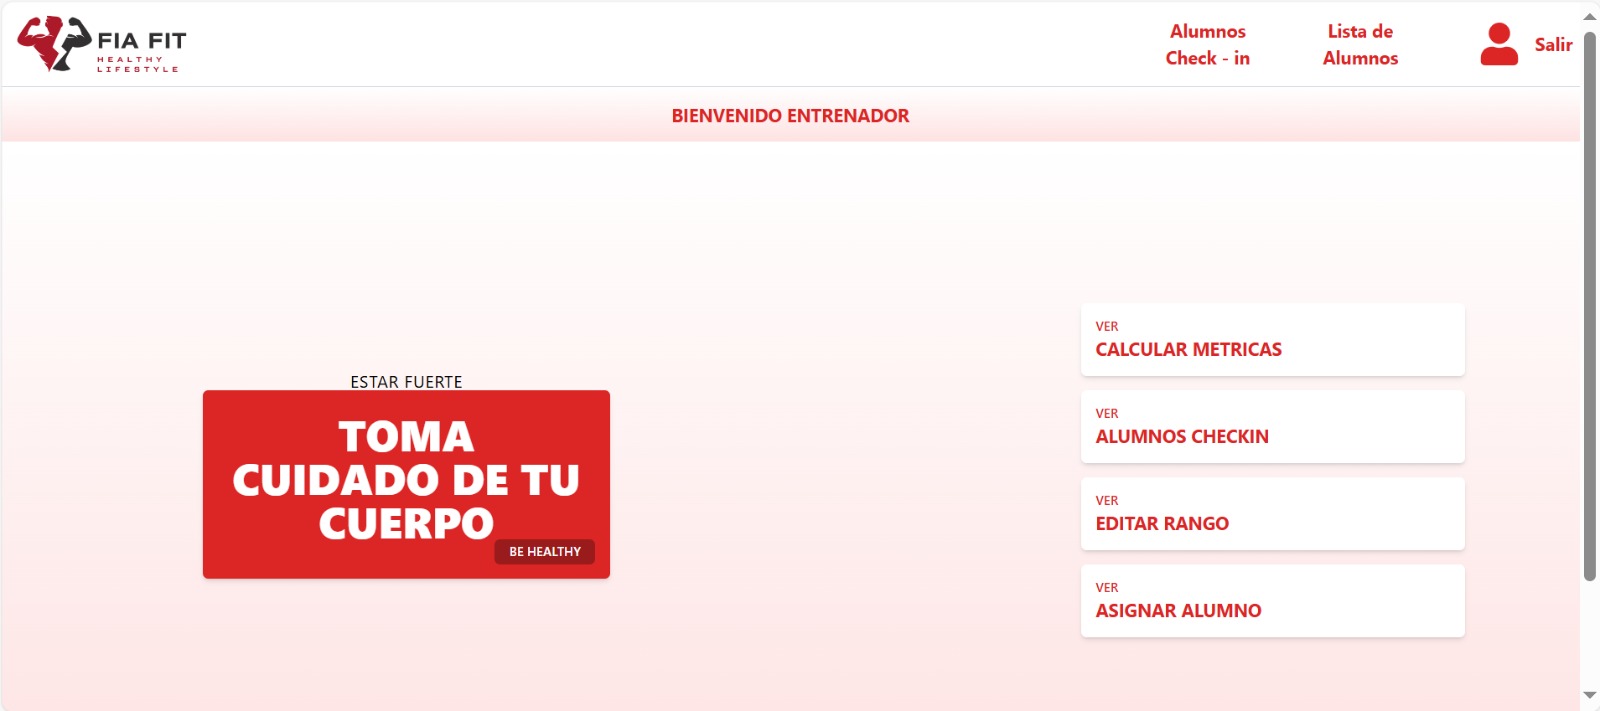 FIA FIT
HEALTHY
LIFESTYLE
Alumnos
Check - in
Lista de
Alumnos
Salir
BIENVENIDO ENTRENADOR
ESTAR FUERTE
TOMA
CUIDADO DE TU
CUERPO
BE HEALTHY
VER
CALCULAR METRICAS
VER
ALUMNOS CHECKIN
VER
EDITAR RANGO
VER
ASIGNAR ALUMNO